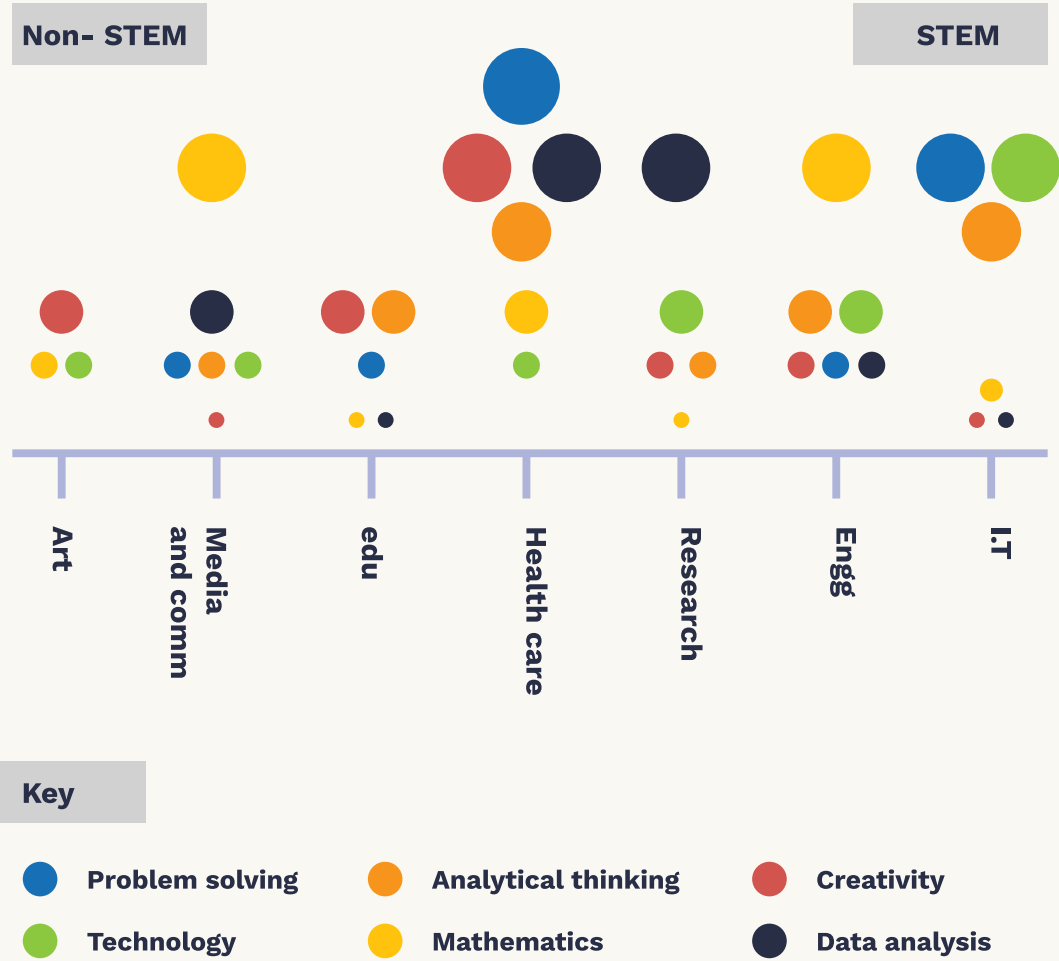 Non- STEM
STEM
Art
Media
and comm
edu
Health care
Research
Engg
I.T
Key
Problem solving
Analytical thinking
Creativity
Technology
Mathematics
Data analysis